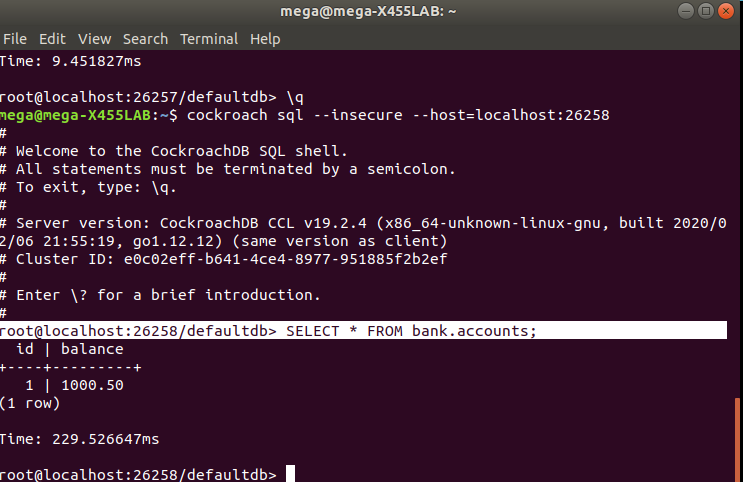 mega@mega-X455LAB: ~
File Edit View Search Terminal Help
Time: 9.451827ms
root@localhost:26257/defaultdb> \q
mega@mega-X455LAB:~$ cockroach sql --insecure --host=localhost:26258
#
# Welcome to the CockroachDB SQL shell.
# All statements must be terminated by a semicolon.
# To exit, type: \q.
#
# Server version: CockroachDB CCL v19.2.4 (x86_64-unknown-linux-gnu, built 2020/0
2/06 21:55:19, go1.12.12) (same version as client)
# Cluster ID: e0c02eff-b641-4ce4-8977-951885f2b2ef
#
# Enter \? for a brief introduction.
#
root@localhost:26258/defaultdb> SELECT * FROM bank.accounts;
  id | balance
+----+---------+
   1 | 1000.50
(1 row)
Time: 229.526647ms
root@localhost:26258/defaultdb>